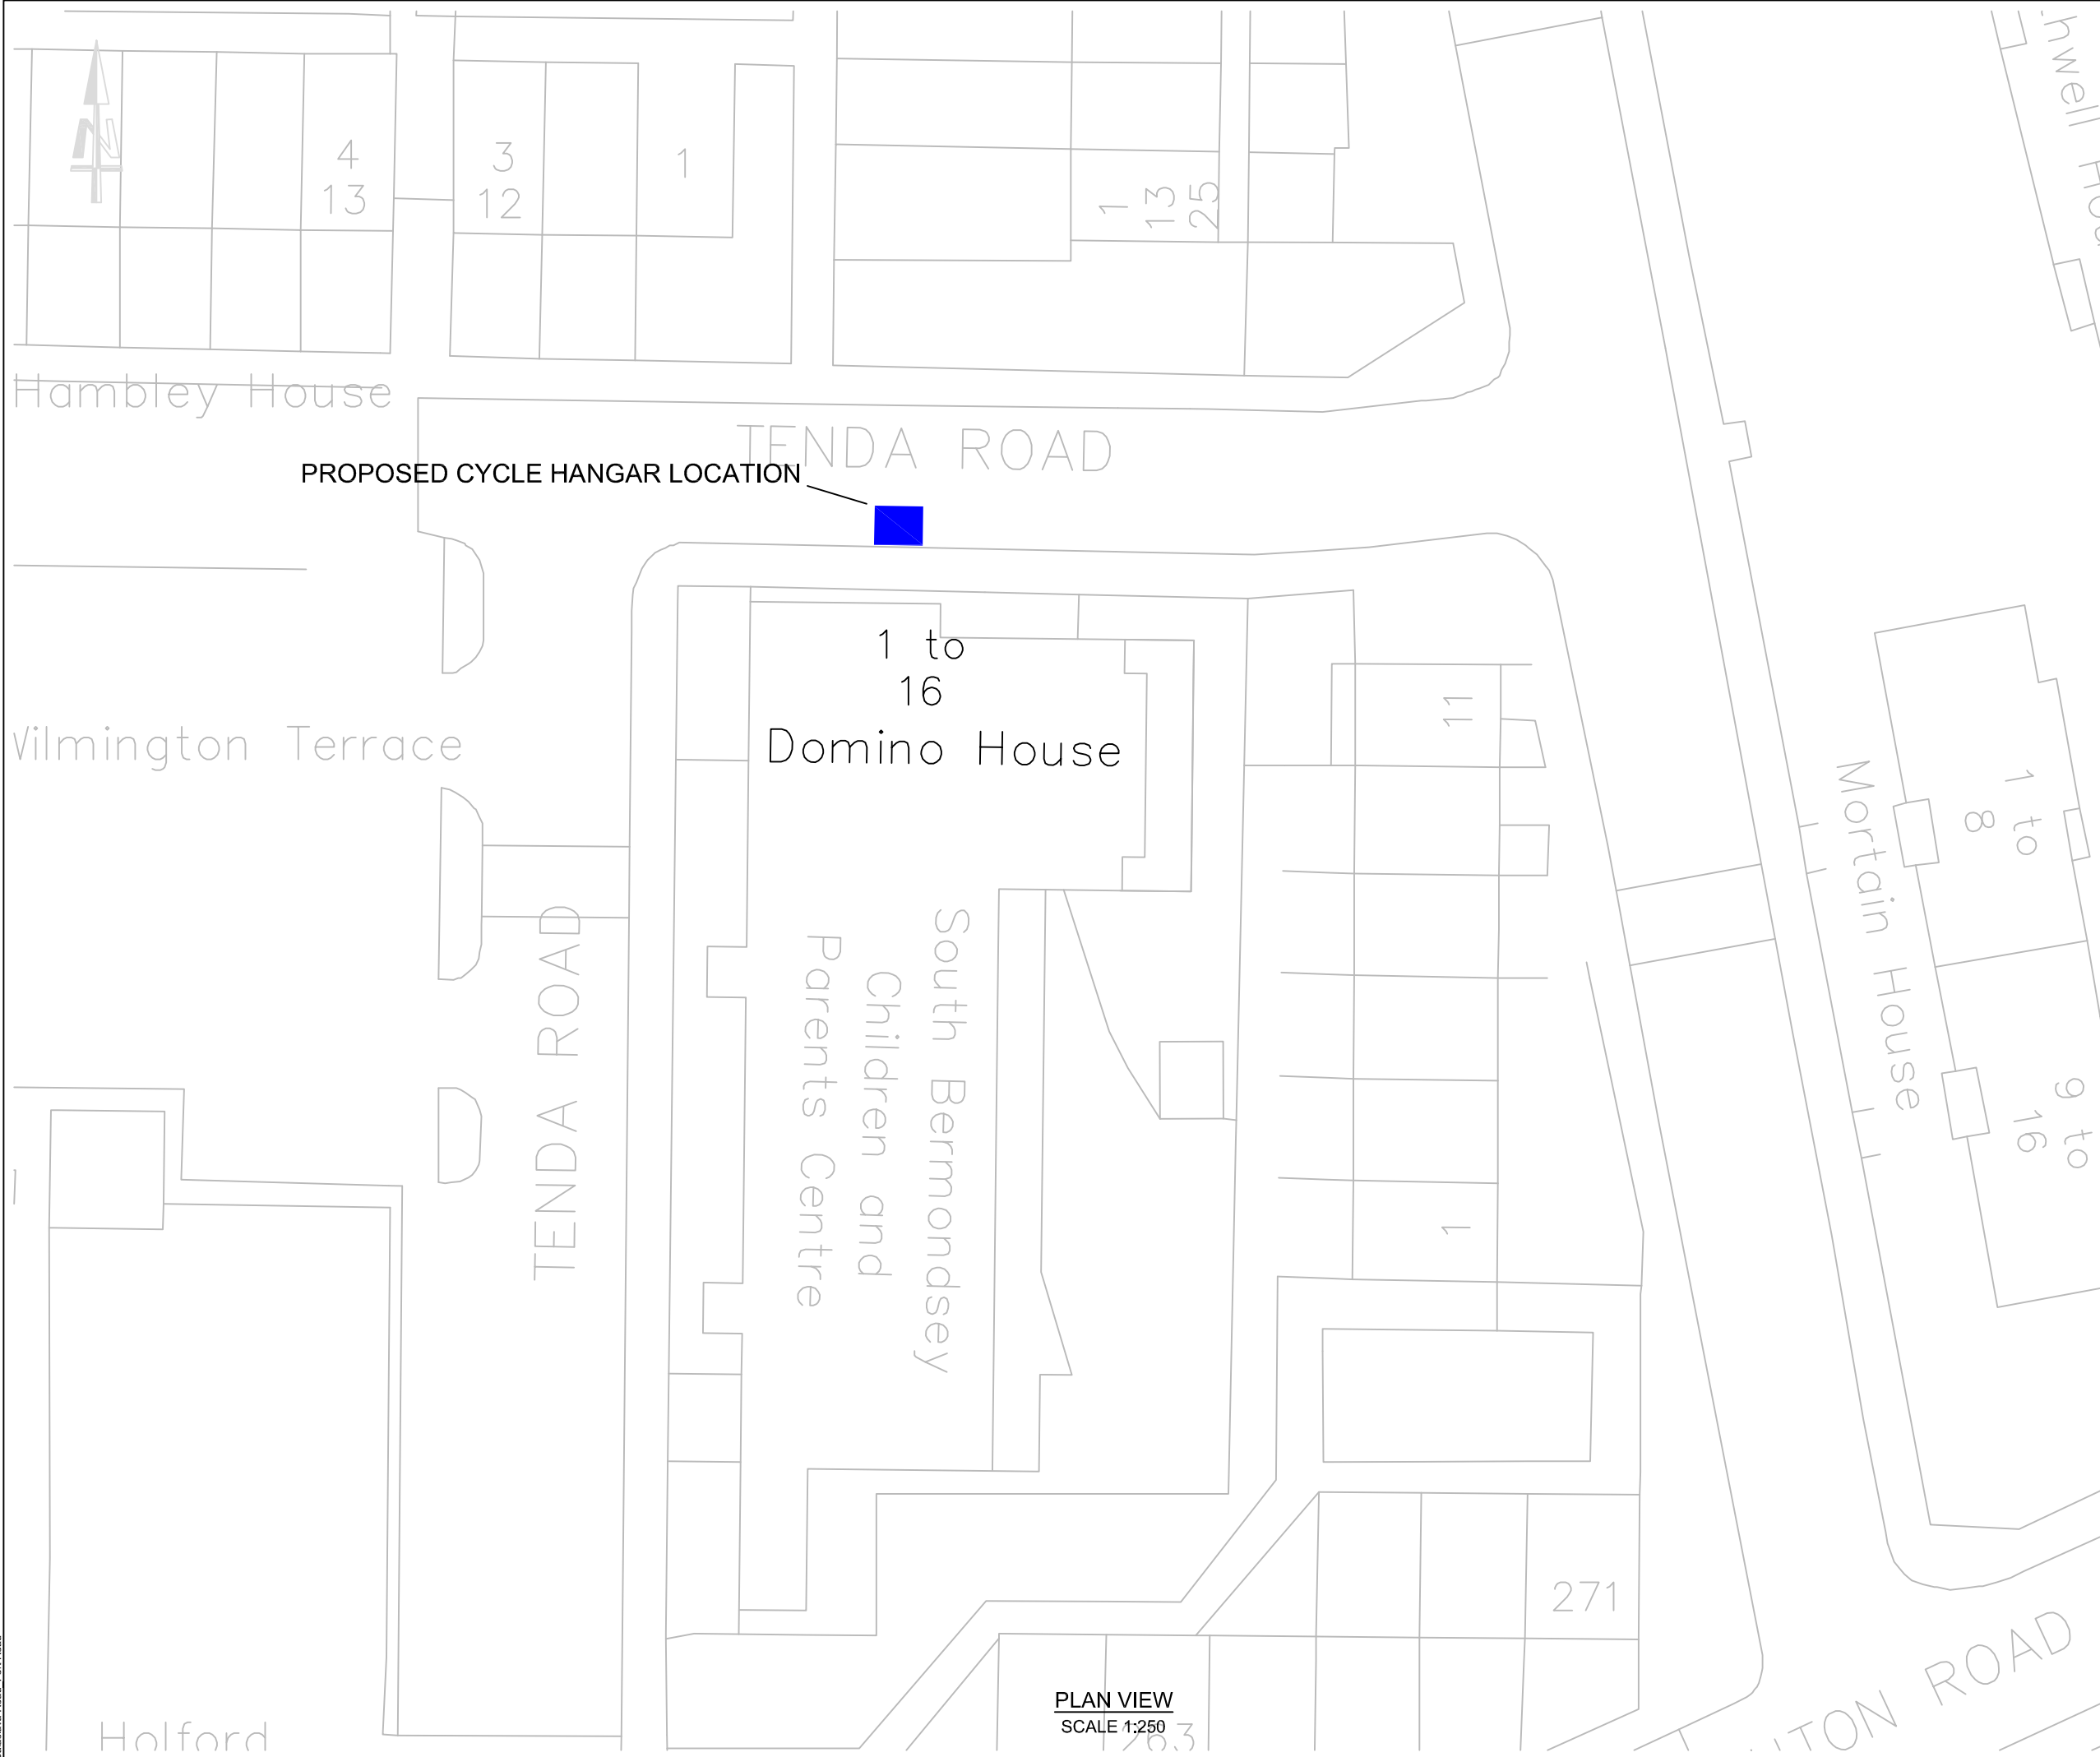 N
4
13
3
12
1
1
13
25
Hambley House
TENDA ROAD
PROPOSED CYCLE HANGAR LOCATION
1 to
16
Domino House
Wilmington Terrace
11
Mortain House
1 to
8
9 to
16
TENDA ROAD
South Bermondsey
Children and
Parents Centre
1
271
263
PLAN VIEW
SCALE 1:250
Holford
ROAD